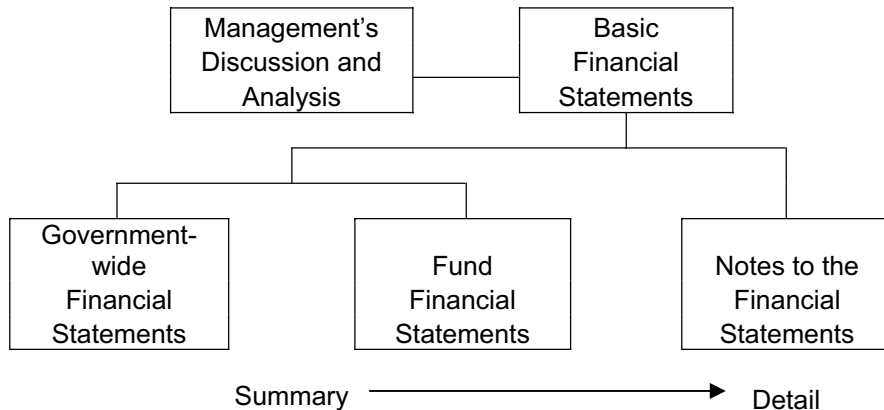 Management’s
Discussion and
Analysis
Basic
Financial
Statements
Government-
wide
Financial
Statements
Fund
Financial
Statements
Notes to the
Financial
Statements
Summary
Detail